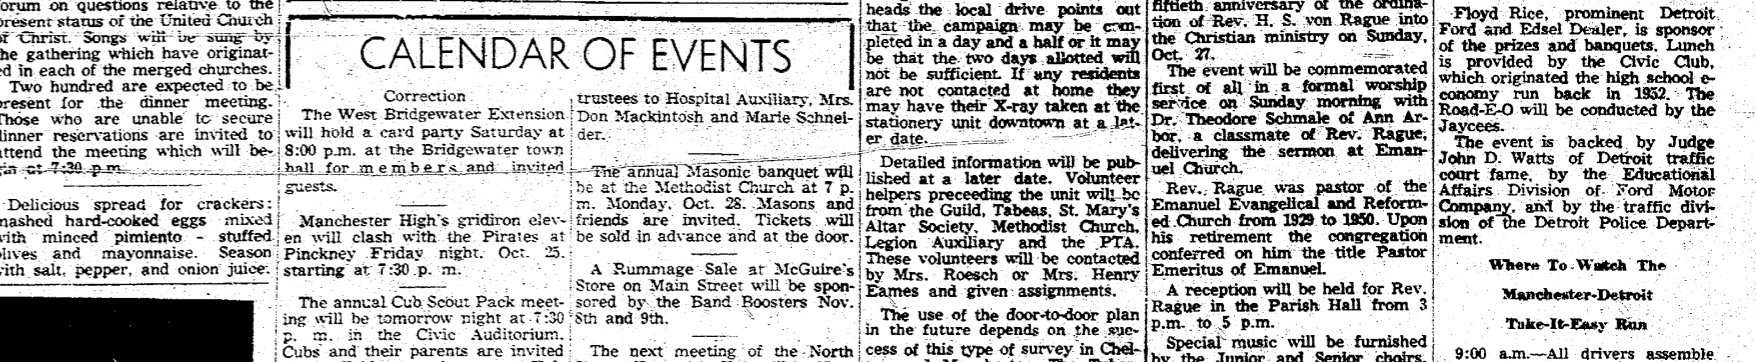 forum on questions relative to the
present status of the United Church
of Christ. Songs will be sung by
the gathering which have originat-
ed in each of the merged churches.
Two hundred are expected to be
present for the dinner meeting.
Those who are unable to secure
dinner reservations are invited to
attend the meeting which will be-
gin at 7:30 p.m.
Delicious spread for crackers:
mashed hard-cooked eggs mixed
with minced pimiento - stuffed
olives and mayonnaise. Season
with salt, pepper, and onion juice.
CALENDAR OF EVENTS
Correction
The West Bridgewater Extension
will hold a card party Saturday at
8:00 p.m. at the Bridgewater town
hall for members and invited
guests.
Manchester High's gridiron elev-
en will clash with the Pirates at
Pinckney Friday night, Oct. 25.
starting at 7:30 p. m.
The annual Cub Scout Pack meet-
ing will be tomorrow night at 7:30
p. m. in the Civic Auditorium.
Cubs and their parents are invited
trustees to Hospital Auxiliary, Mrs.
Don Mackintosh and Marie Schnei-
der.
The annual Masonic banquet will
be at the Methodist Church at 7 p.
m. Monday, Oct. 28. Masons and
friends are invited. Tickets will
be sold in advance and at the door.
A Rummage Sale at McGuire's
Store on Main Street will be spon-
sored by the Band Boosters Nov.
8th and 9th.
The next meeting of the North
heads the local drive points out
that the campaign may be com-
pleted in a day and a half or it may
be that the two days allotted will
not be sufficient. If any residents
are not contacted at home they
may have their X-ray taken at the
stationery unit downtown at a lat-
er date.
Detailed information will be pub-
lished at a later date. Volunteer
helpers preceeding the unit will be
from the Guild, Tabeas, St. Mary's
Altar Society, Methodist Church,
Legion Auxiliary and the PTA.
These volunteers will be contacted
by Mrs. Roesch or Mrs. Henry
Eames and given assignments.
The use of the door-to-door plan
in the future depends on the suc-
cess of this type of survey in Chel-
fiftieth anniversary of the ordina-
tion of Rev. H. S. von Rague into
the Christian ministry on Sunday,
Oct. 27.
The event will be commemorated
first of all in a formal worship
service on Sunday morning with
Dr. Theodore Schmale of Ann Ar-
bor, a classmate of Rev. Rague,
delivering the sermon at Eman-
uel Church.
Rev. Rague was pastor of the
Emanuel Evangelical and Reform-
ed Church from 1929 to 1950. Upon
his retirement the congregation
conferred on him the title Pastor
Emeritus of Emanuel.
A reception will be held for Rev.
Rague in the Parish Hall from 3
p.m. to 5 p.m.
Special music will be furnished
by the Junior and Senior choirs.
Floyd Rice, prominent Detroit
Ford and Edsel Dealer, is sponsor
of the prizes and banquets. Lunch
is provided by the Civic Club,
which originated the high school e-
conomy run back in 1952. The
Road-E-O will be conducted by the
Jaycees.
The event is backed by Judge
John D. Watts of Detroit traffic
court fame, by the Educational
Affairs Division of Ford Motor
Company, and by the traffic divi-
sion of the Detroit Police Depart-
ment.
Where To Watch The
Manchester-Detroit
Take-It-Easy Run
9:00 a.m.—All drivers assemble